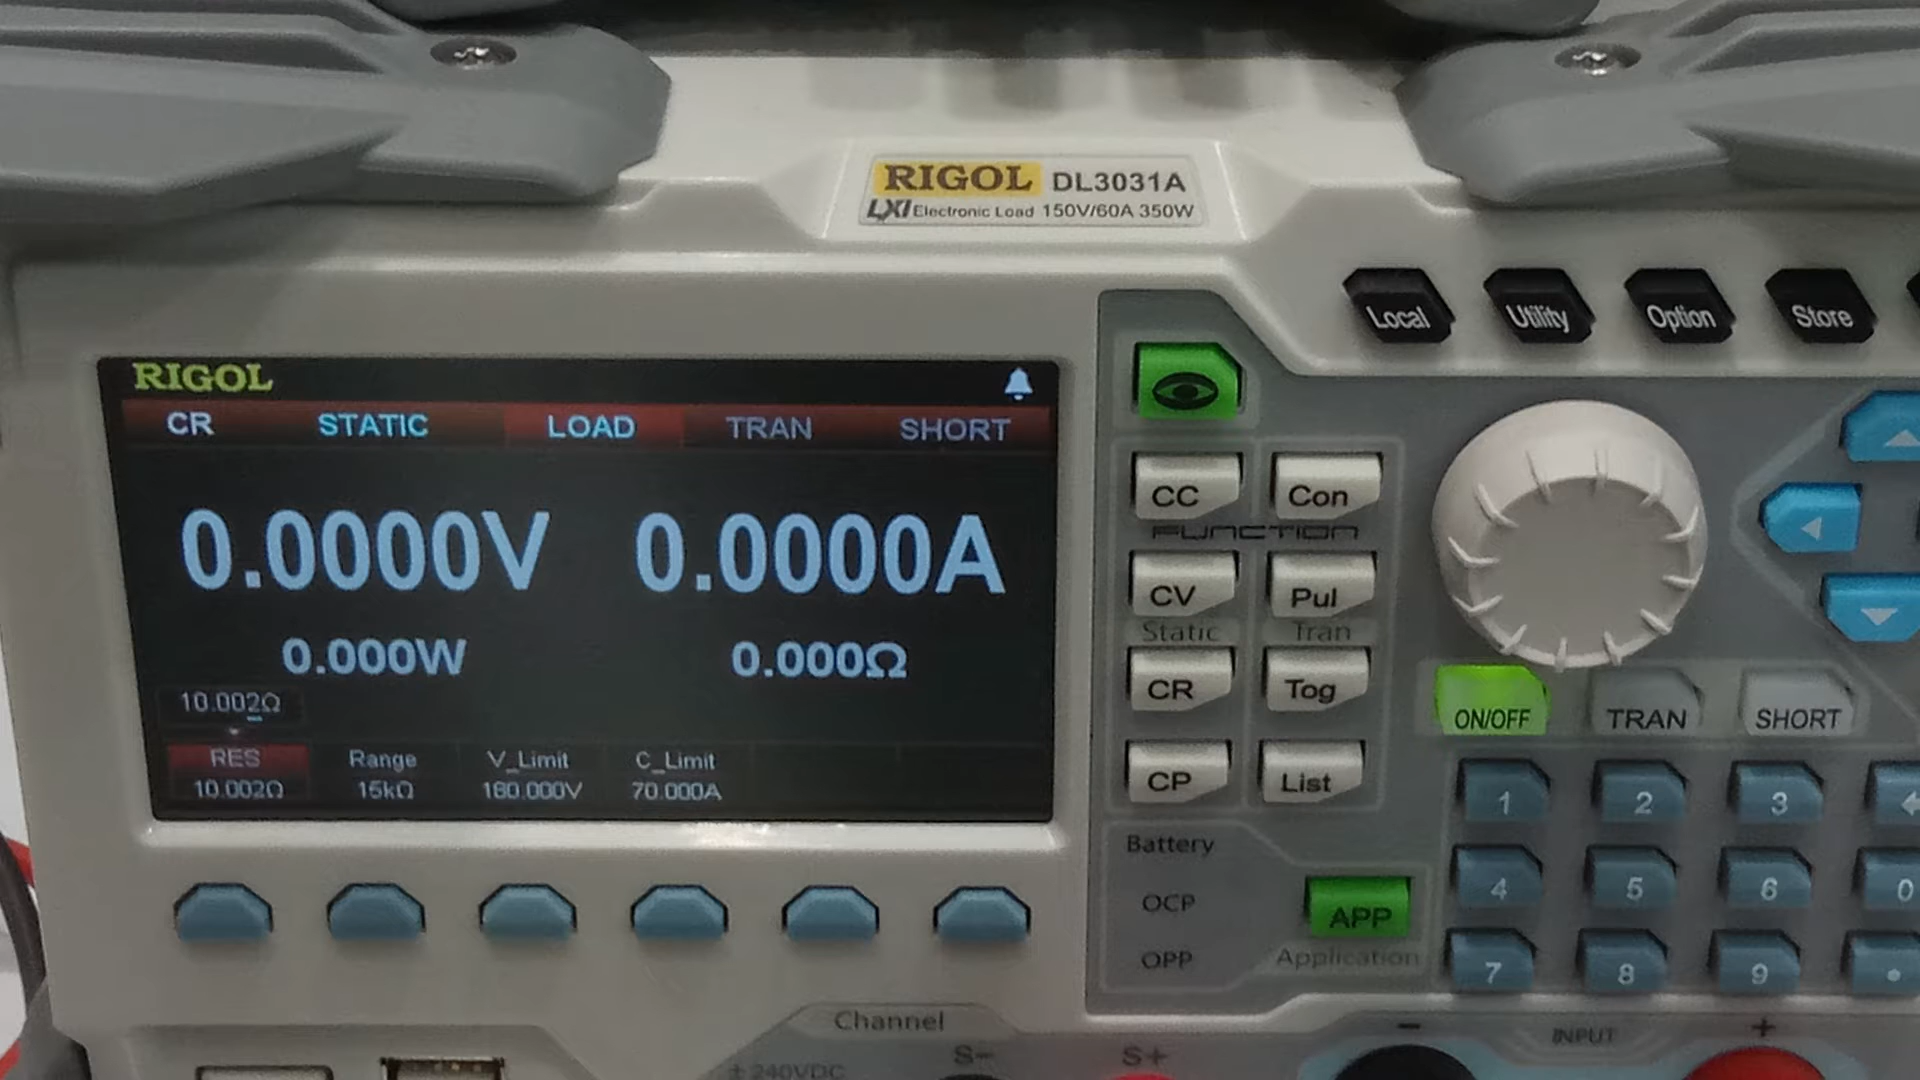 RIGOL DL3031A
LXI Electronic Load 150V/60A 350W
Local Utility Option Store
RIGOL
CR STATIC LOAD TRAN SHORT
0.0000V 0.0000A
0.000W 0.000Ω
10.002Ω
RES Range V_Limit C_Limit
10.002Ω 15kΩ 160.000V 70.000A
CC Con
FUNCTION
CV Pul
Static Tran
CR Tog
CP List
ON/OFF TRAN SHORT
1 2 3
4 5 6 0
7 8 9 .
Battery
OCP
OPP
APP
Application
Channel
S- S+
± 240VDC
- INPUT +